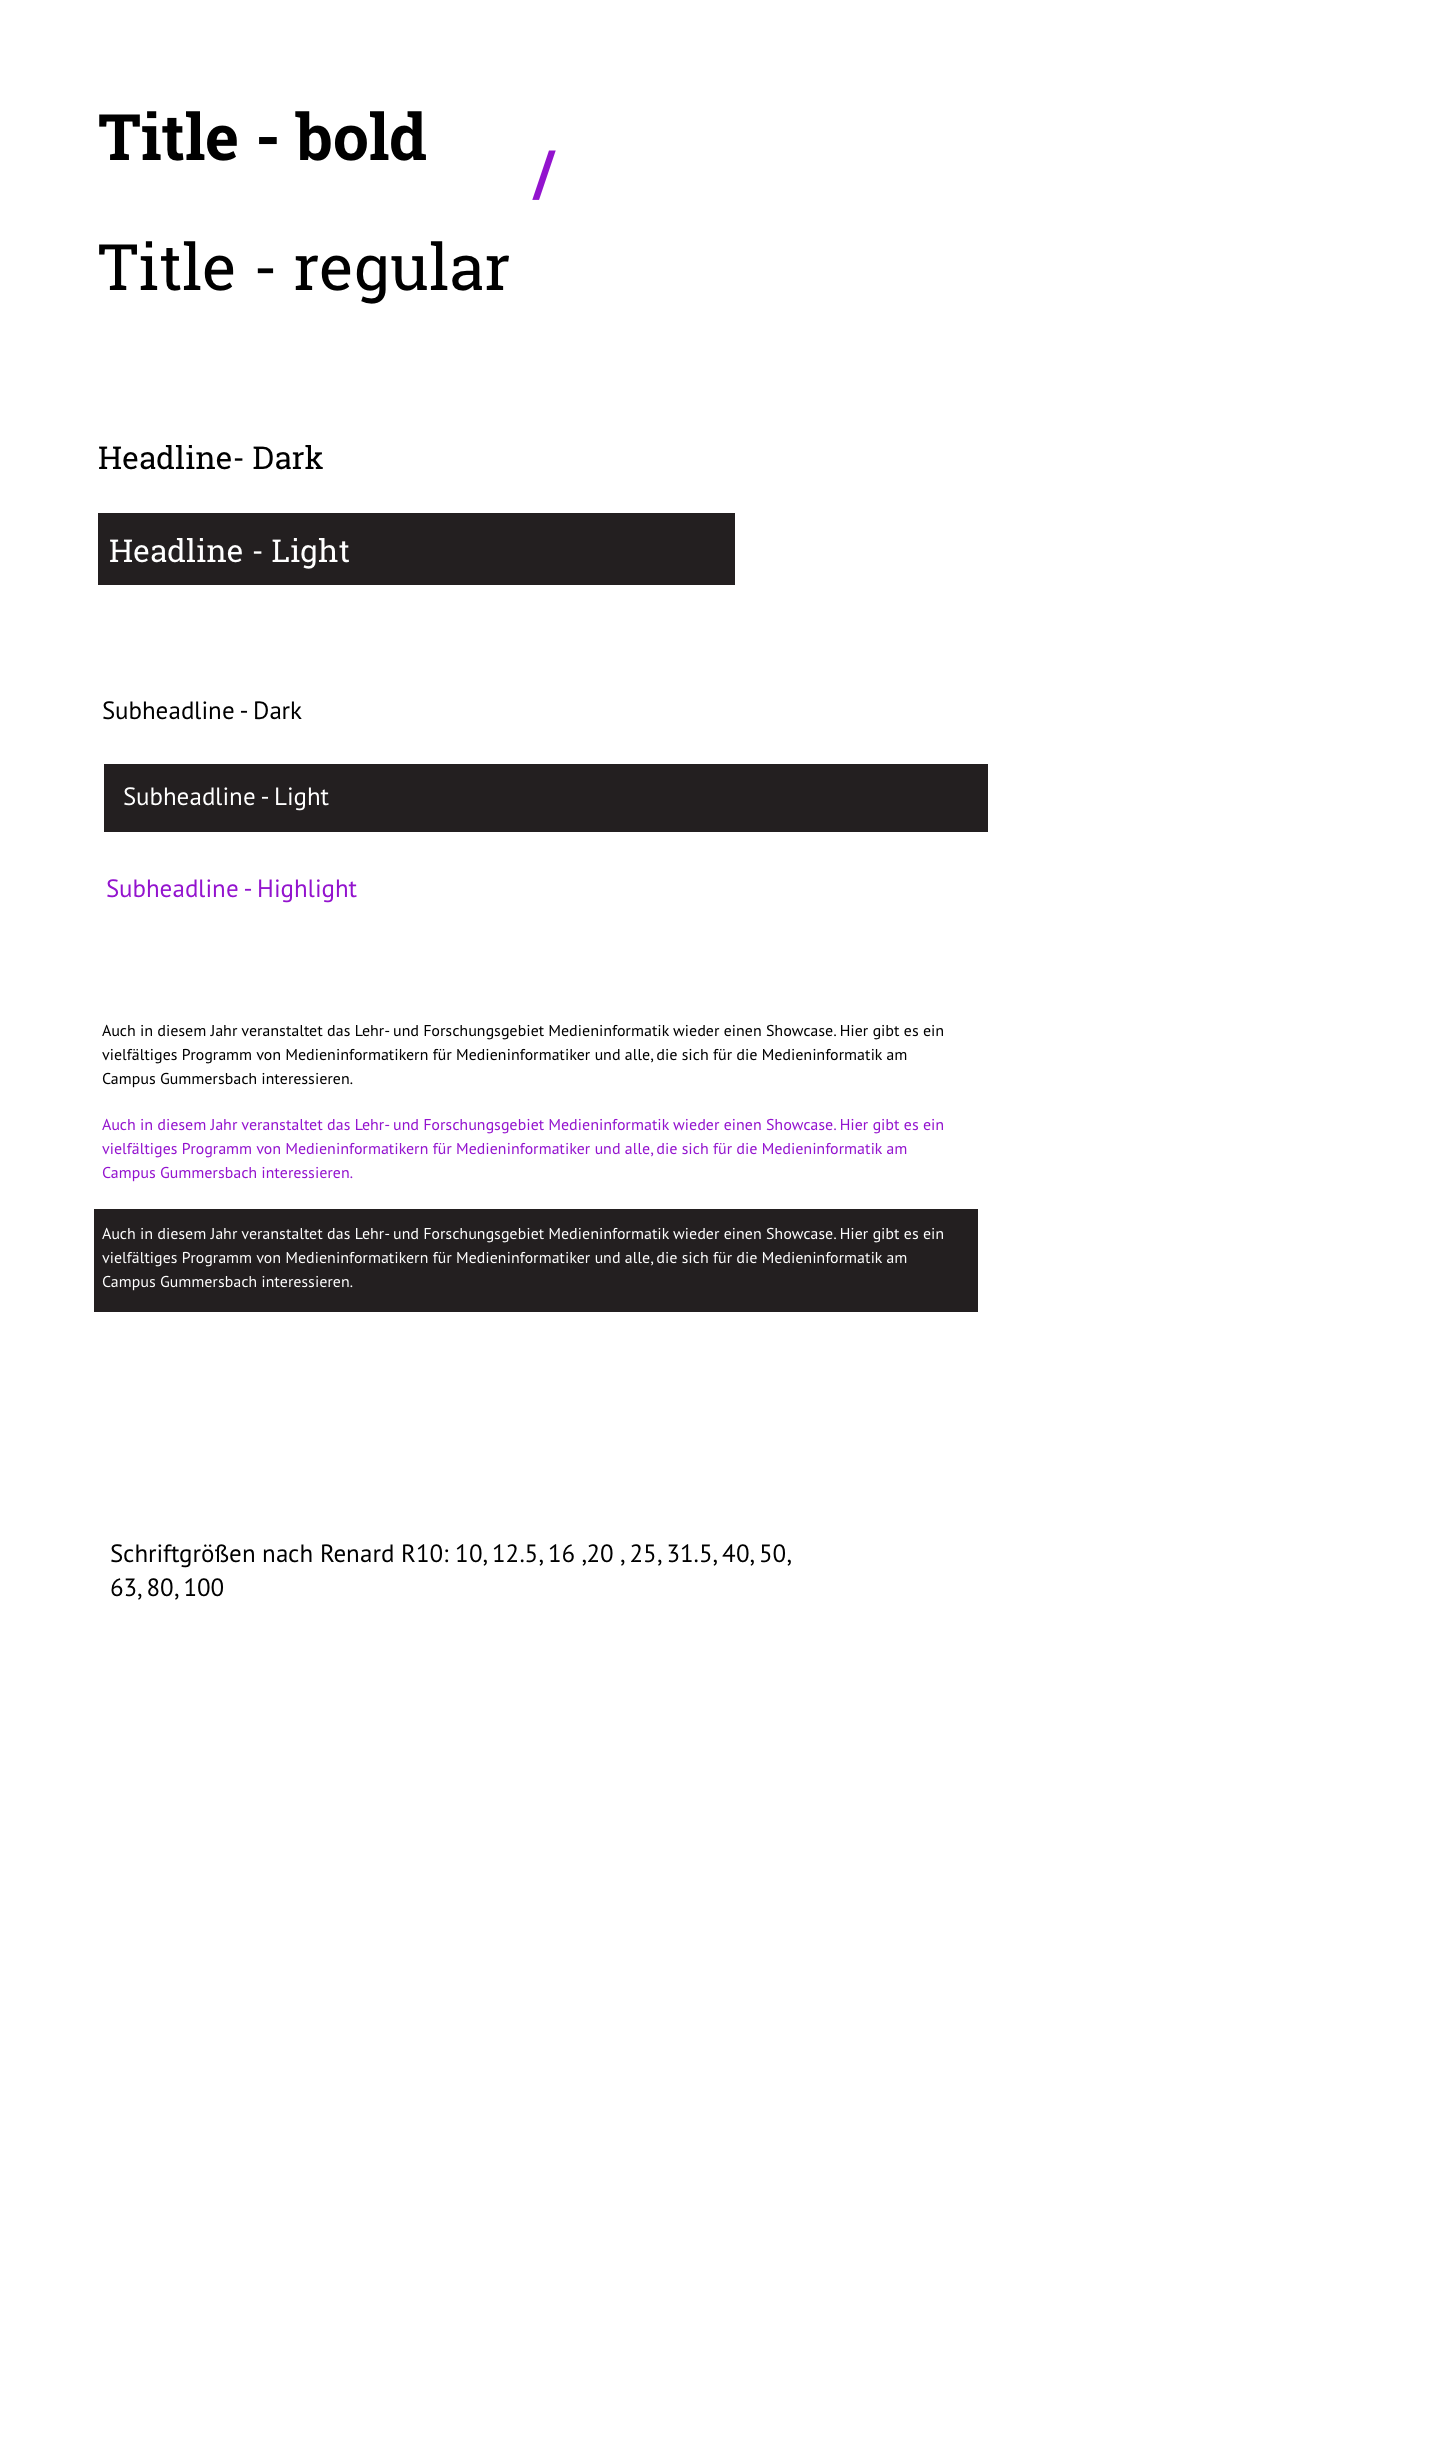 Title - bold
/
Title - regular
Headline- Dark
Headline - Light
Subheadline - Dark
Subheadline - Light
Subheadline - Highlight
Auch in diesem Jahr veranstaltet das Lehr- und Forschungsgebiet Medieninformatik wieder einen Showcase. Hier gibt es ein
vielfältiges Programm von Medieninformatikern für Medieninformatiker und alle, die sich für die Medieninformatik am
Campus Gummersbach interessieren.
Auch in diesem Jahr veranstaltet das Lehr- und Forschungsgebiet Medieninformatik wieder einen Showcase. Hier gibt es ein
vielfältiges Programm von Medieninformatikern für Medieninformatiker und alle, die sich für die Medieninformatik am
Campus Gummersbach interessieren.
Auch in diesem Jahr veranstaltet das Lehr- und Forschungsgebiet Medieninformatik wieder einen Showcase. Hier gibt es ein
vielfältiges Programm von Medieninformatikern für Medieninformatiker und alle, die sich für die Medieninformatik am
Campus Gummersbach interessieren.
Schriftgrößen nach Renard R10: 10, 12.5, 16 ,20 , 25, 31.5, 40, 50,
63, 80, 100